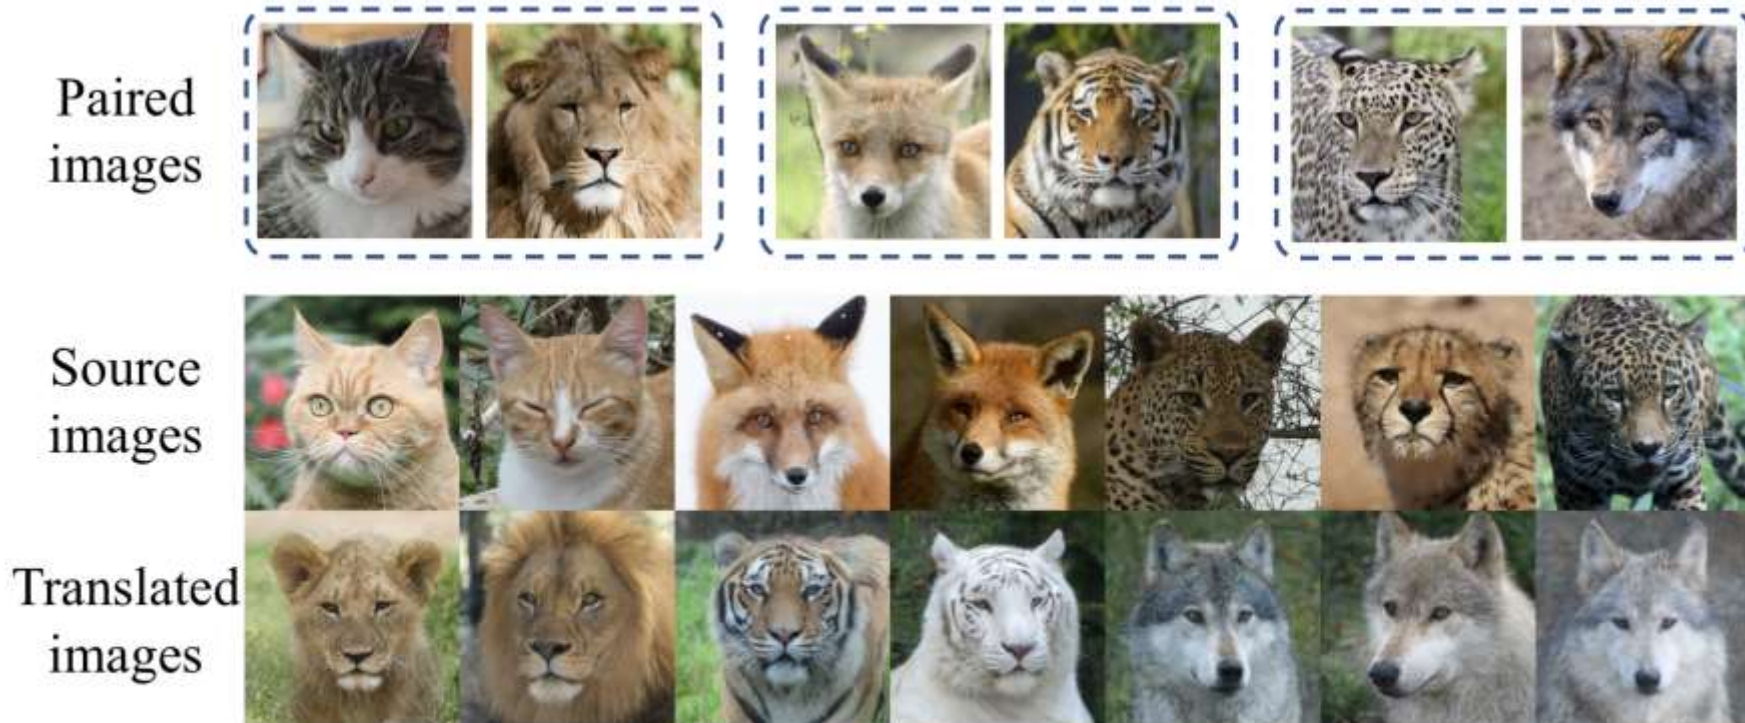 Paired
images
Source
images
Translated
images